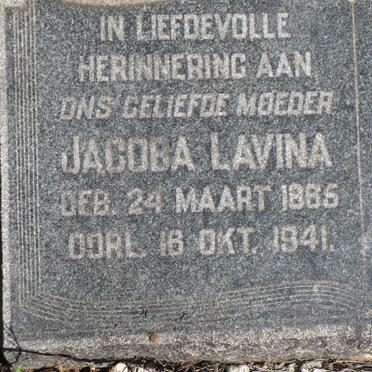 IN LIEFDEVOLLE
HERINNERING AAN
ONS GELIEFDE MOEDER
JACOBA LAVINA
GEB. 24 MAART 1865
OORL. 16 OKT. 1941.